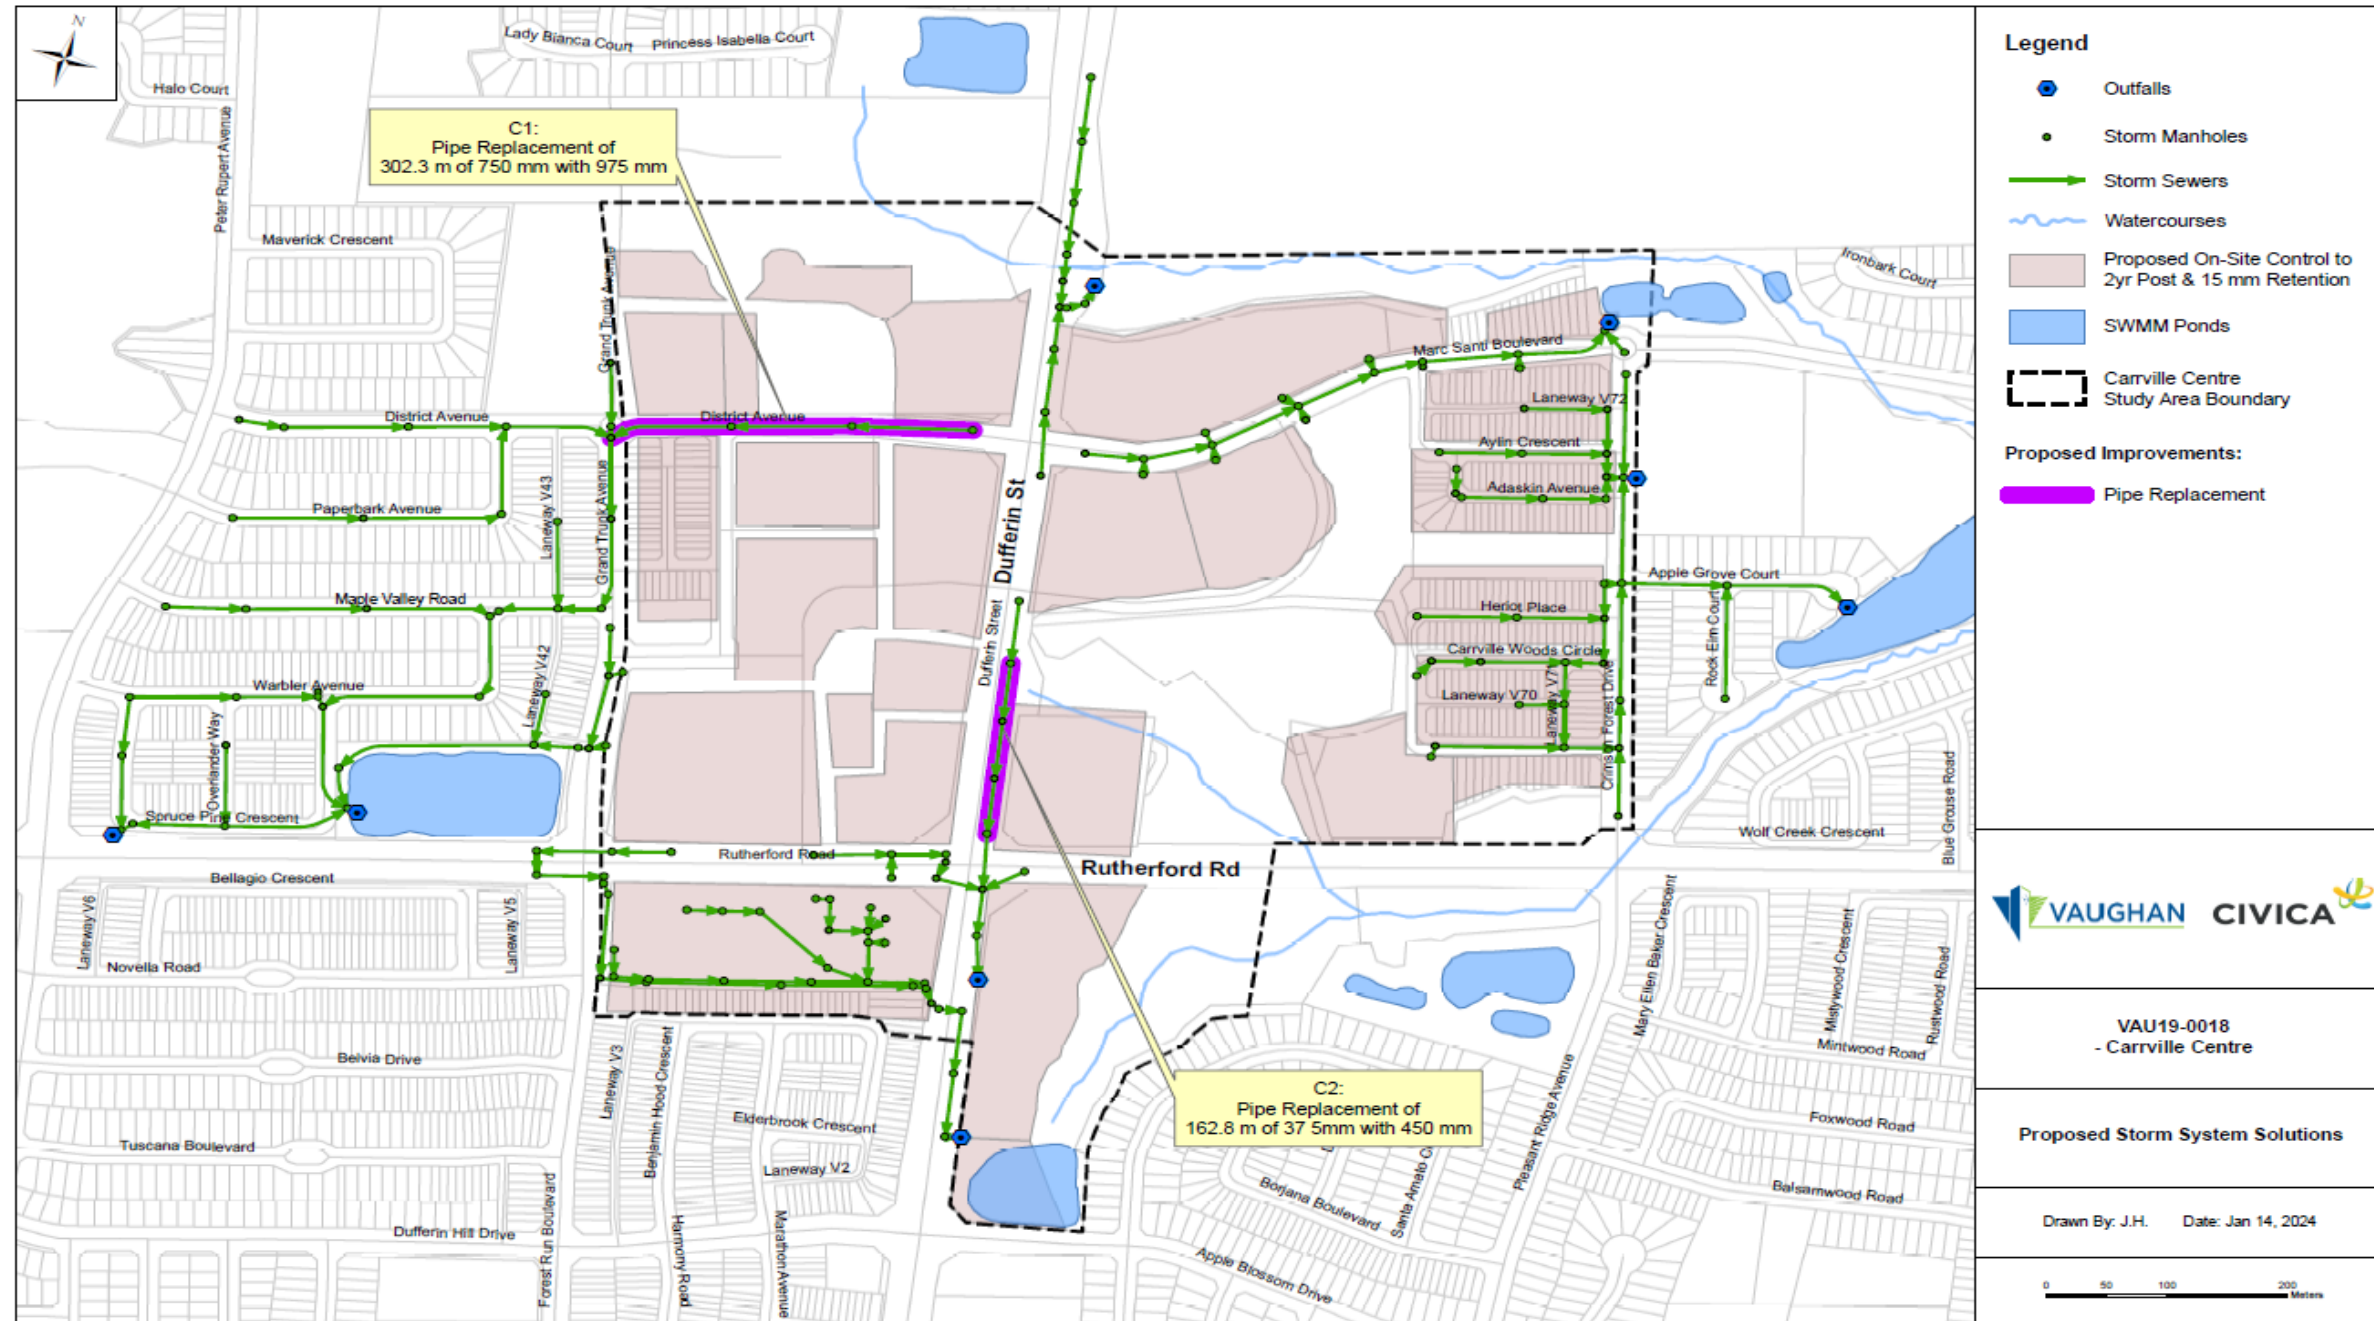 N
Lady Bianca Court
Princess Isabella Court
Halo Court
Peter Rupert Avenue
C1:
Pipe Replacement of
302.3 m of 750 mm with 975 mm
Maverick Crescent
Grand Trunk Avenue
Ironbark Court
Marc Santi Boulevard
District Avenue
District Avenue
Laneway V72
Aylin Crescent
Adaskin Avenue
Paperbark Avenue
Laneway V43
Grand Trunk Avenue
Dufferin St
Dufferin Street
Maple Valley Road
Apple Grove Court
Heriot Place
Rock Elm Court
Carrville Woods Circle
Laneway V42
Warbler Avenue
Laneway V70
Laneway V71
Crimson Forest Drive
Overlander Way
Spruce Pine Crescent
Wolf Creek Crescent
Blue Grouse Road
Rutherford Road
Rutherford Rd
Bellagio Crescent
Laneway V6
Laneway V5
Novella Road
Mary Ellen Baker Crescent
Mistywood Crescent
Rustwood Road
Mintwood Road
Belvia Drive
Laneway V3
Benjamin Hood Crescent
Elderbrook Crescent
Laneway V2
C2:
Pipe Replacement of
162.8 m of 37 5mm with 450 mm
Pleasant Ridge Avenue
Foxwood Road
Tuscana Boulevard
Balsamwood Road
Borjana Boulevard
Santa Amato
Dufferin Hill Drive
Forest Run Boulevard
Harmony Road
Marathon Avenue
Apple Blossom Drive
Legend
Outfalls
Storm Manholes
Storm Sewers
Watercourses
Proposed On-Site Control to
2yr Post & 15 mm Retention
SWMM Ponds
Carrville Centre
Study Area Boundary
Proposed Improvements:
Pipe Replacement
VAUGHAN CIVICA
VAU19-0018
- Carrville Centre
Proposed Storm System Solutions
Drawn By: J.H. Date: Jan 14, 2024
0 50 100 200
Meters